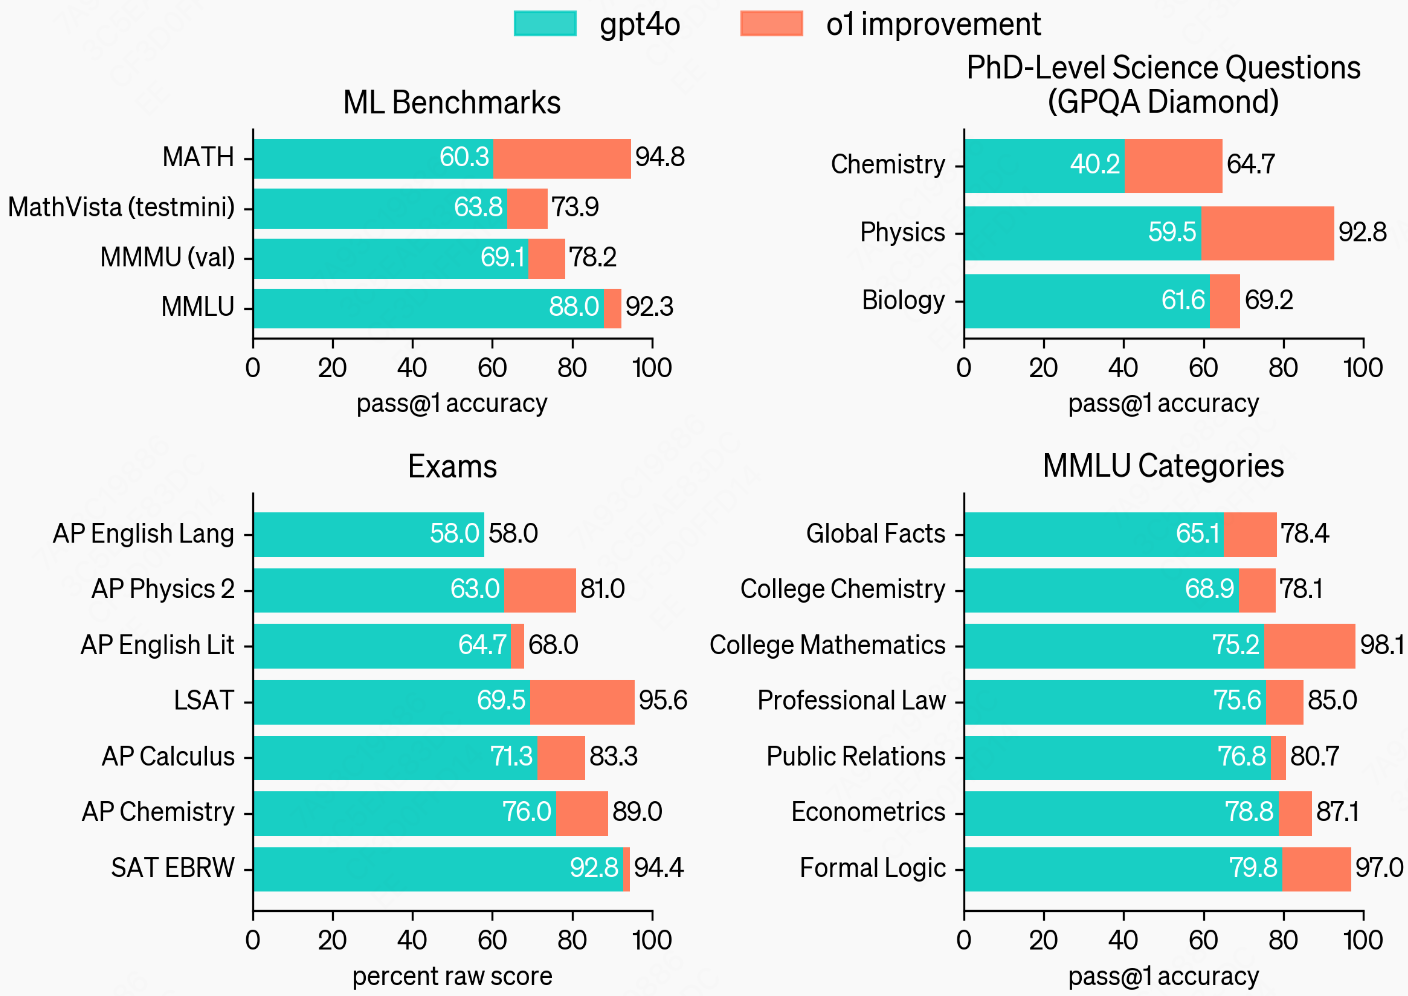 gpt4o
o1 improvement
ML Benchmarks
MATH
60.3
94.8
MathVista (testmini)
63.8
73.9
MMMU (val)
69.1
78.2
MMLU
88.0
92.3
0 20 40 60 80 100
pass@1 accuracy
PhD-Level Science Questions
(GPQA Diamond)
Chemistry
40.2
64.7
Physics
59.5
92.8
Biology
61.6
69.2
0 20 40 60 80 100
pass@1 accuracy
Exams
AP English Lang
58.0
58.0
AP Physics 2
63.0
81.0
AP English Lit
64.7
68.0
LSAT
69.5
95.6
AP Calculus
71.3
83.3
AP Chemistry
76.0
89.0
SAT EBRW
92.8
94.4
0 20 40 60 80 100
percent raw score
MMLU Categories
Global Facts
65.1
78.4
College Chemistry
68.9
78.1
College Mathematics
75.2
98.1
Professional Law
75.6
85.0
Public Relations
76.8
80.7
Econometrics
78.8
87.1
Formal Logic
79.8
97.0
0 20 40 60 80 100
pass@1 accuracy